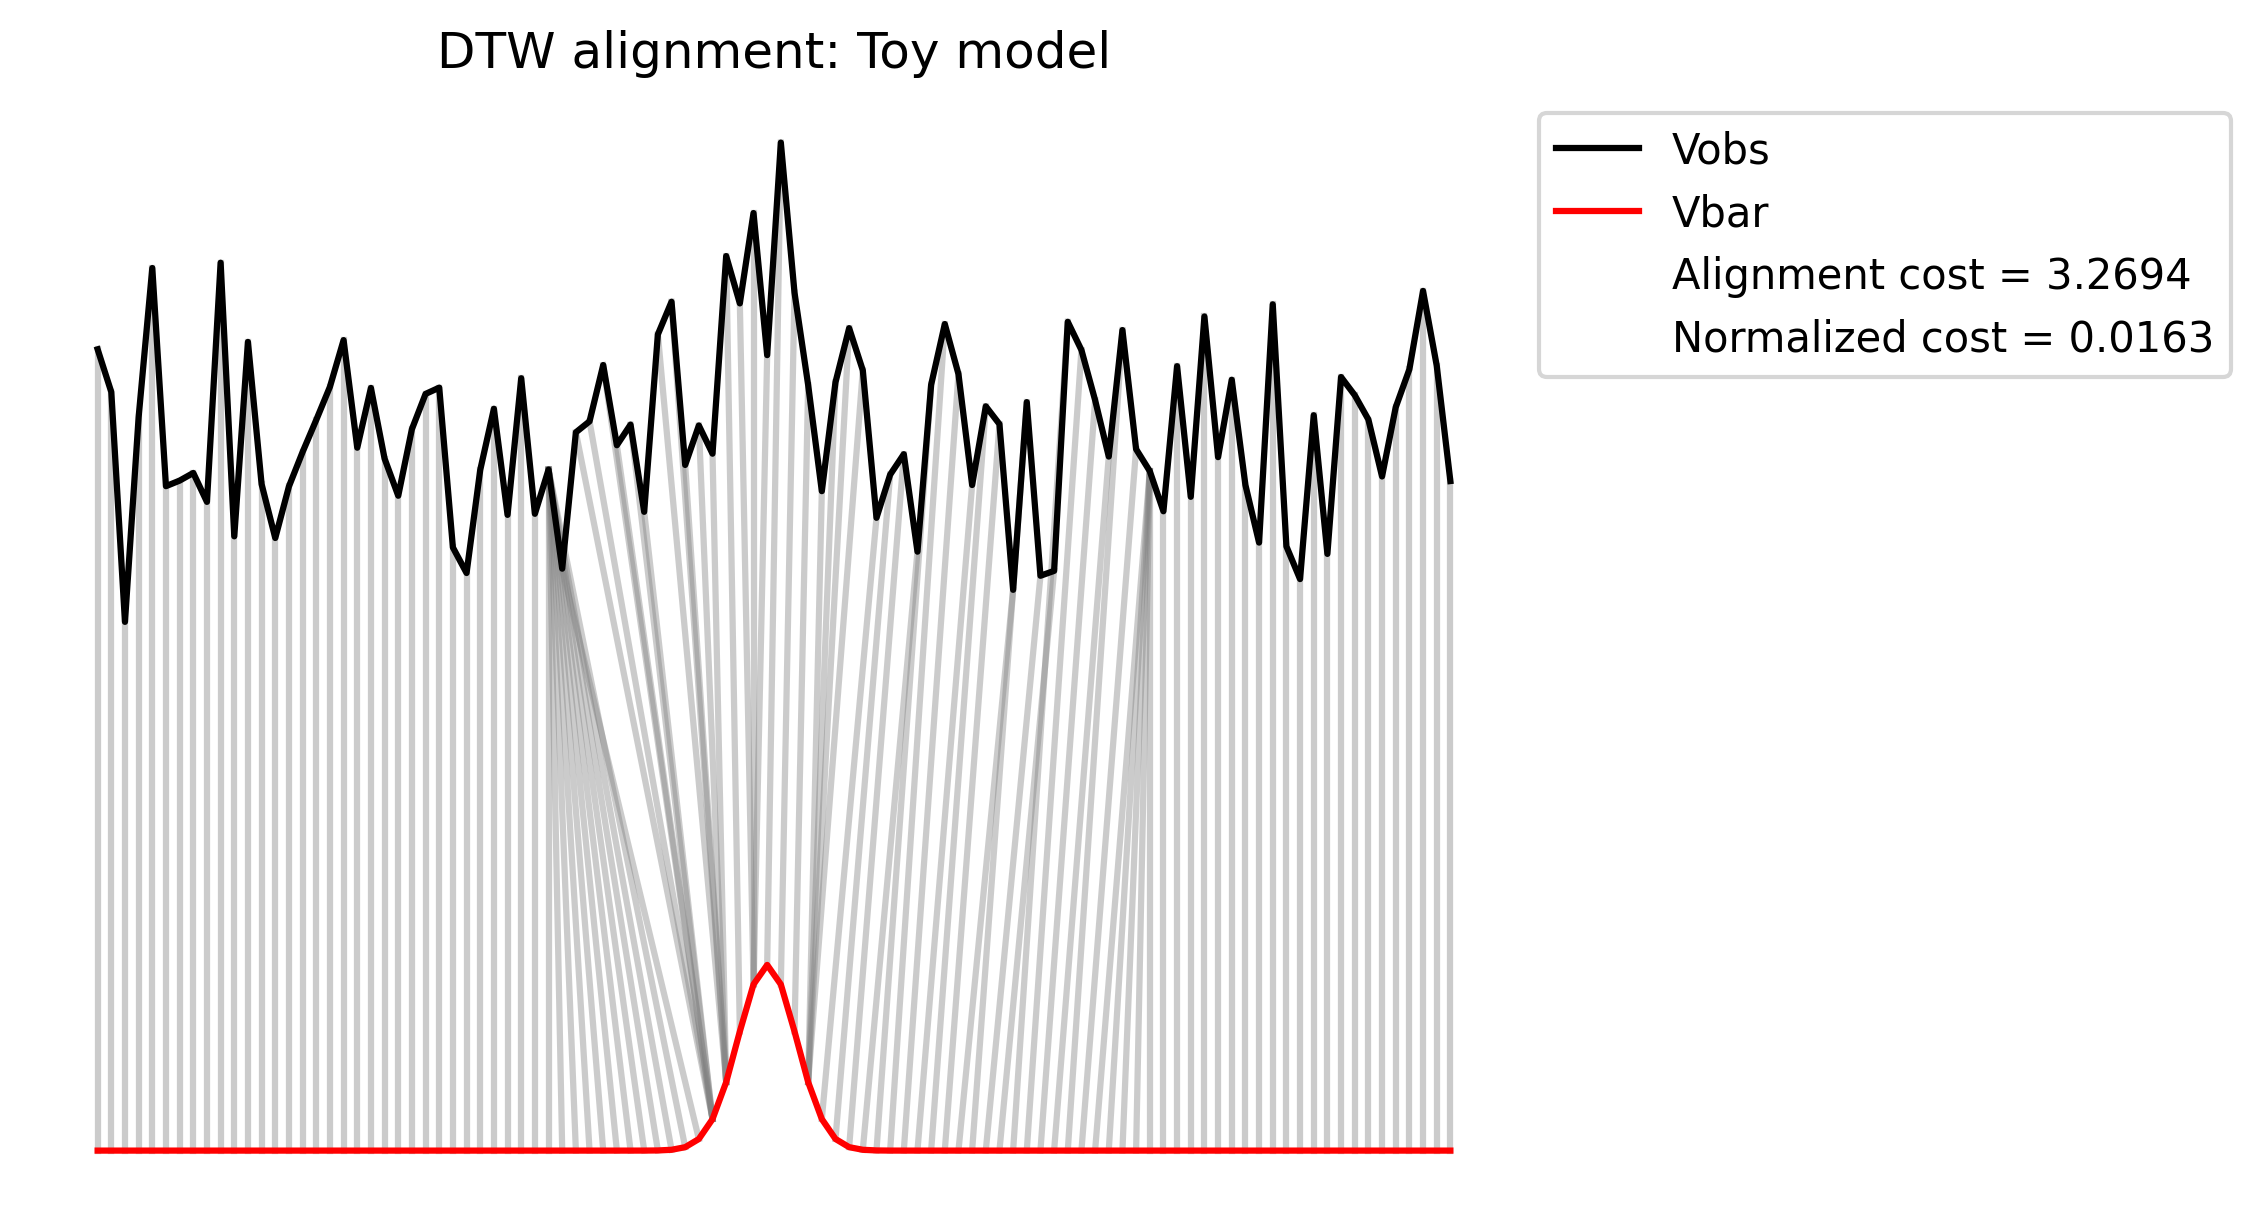 DTW alignment: Toy model
Vobs
Vbar
Alignment cost = 3.2694
Normalized cost = 0.0163